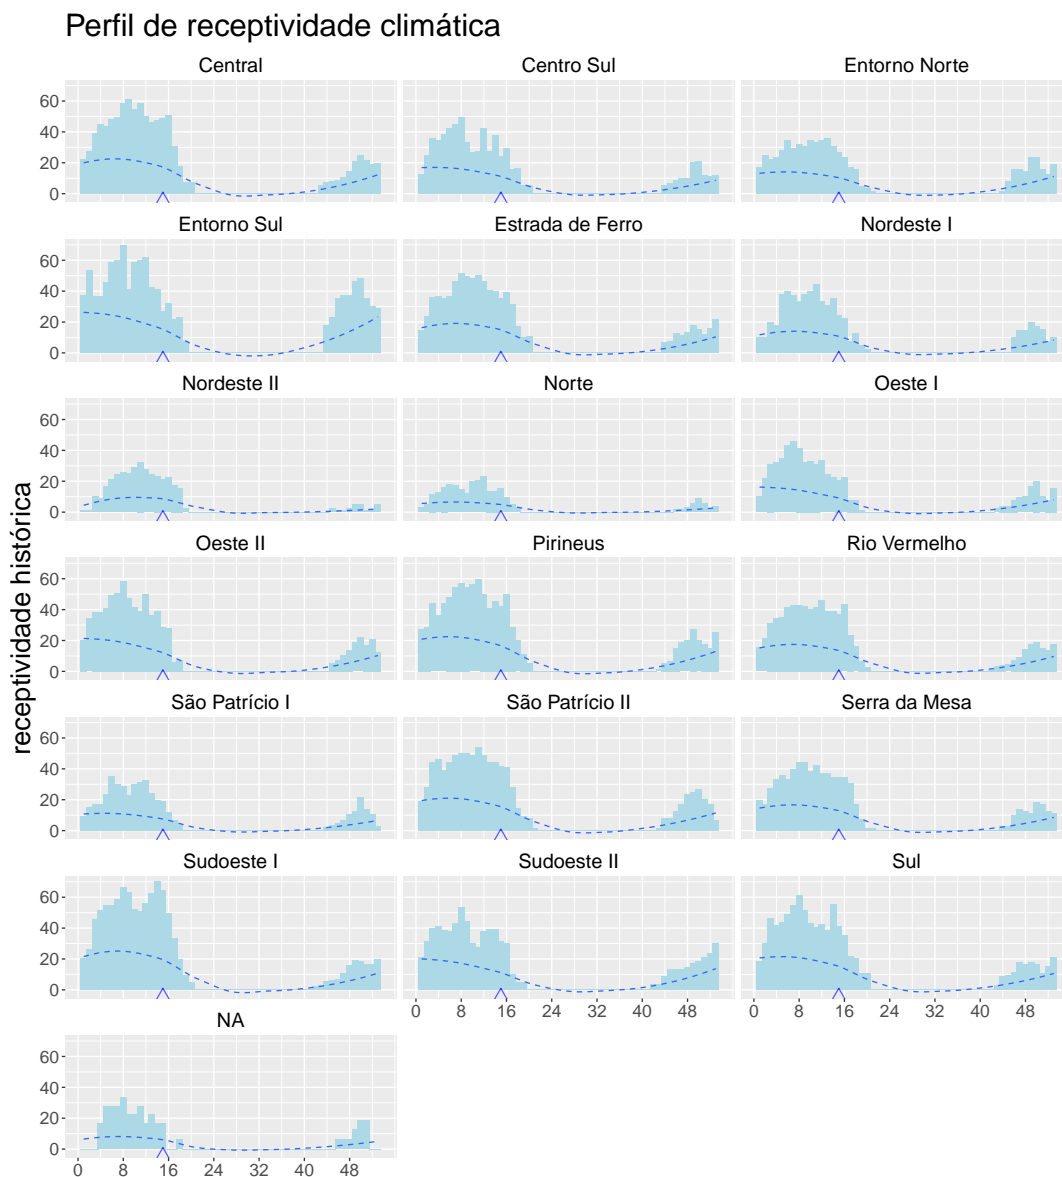 Perfil de receptividade climática
Central Centro Sul Entorno Norte
60
40
20
0
Entorno Sul Estrada de Ferro Nordeste I
60
40
20
0
Nordeste II Norte Oeste I
60
40
20
0
receptividade histórica
Oeste II Pirineus Rio Vermelho
60
40
20
0
São Patrício I São Patrício II Serra da Mesa
60
40
20
0
Sudoeste I Sudoeste II Sul
60
40
20
0
0 8 16 24 32 40 48 0 8 16 24 32 40 48
NA
60
40
20
0
0 8 16 24 32 40 48